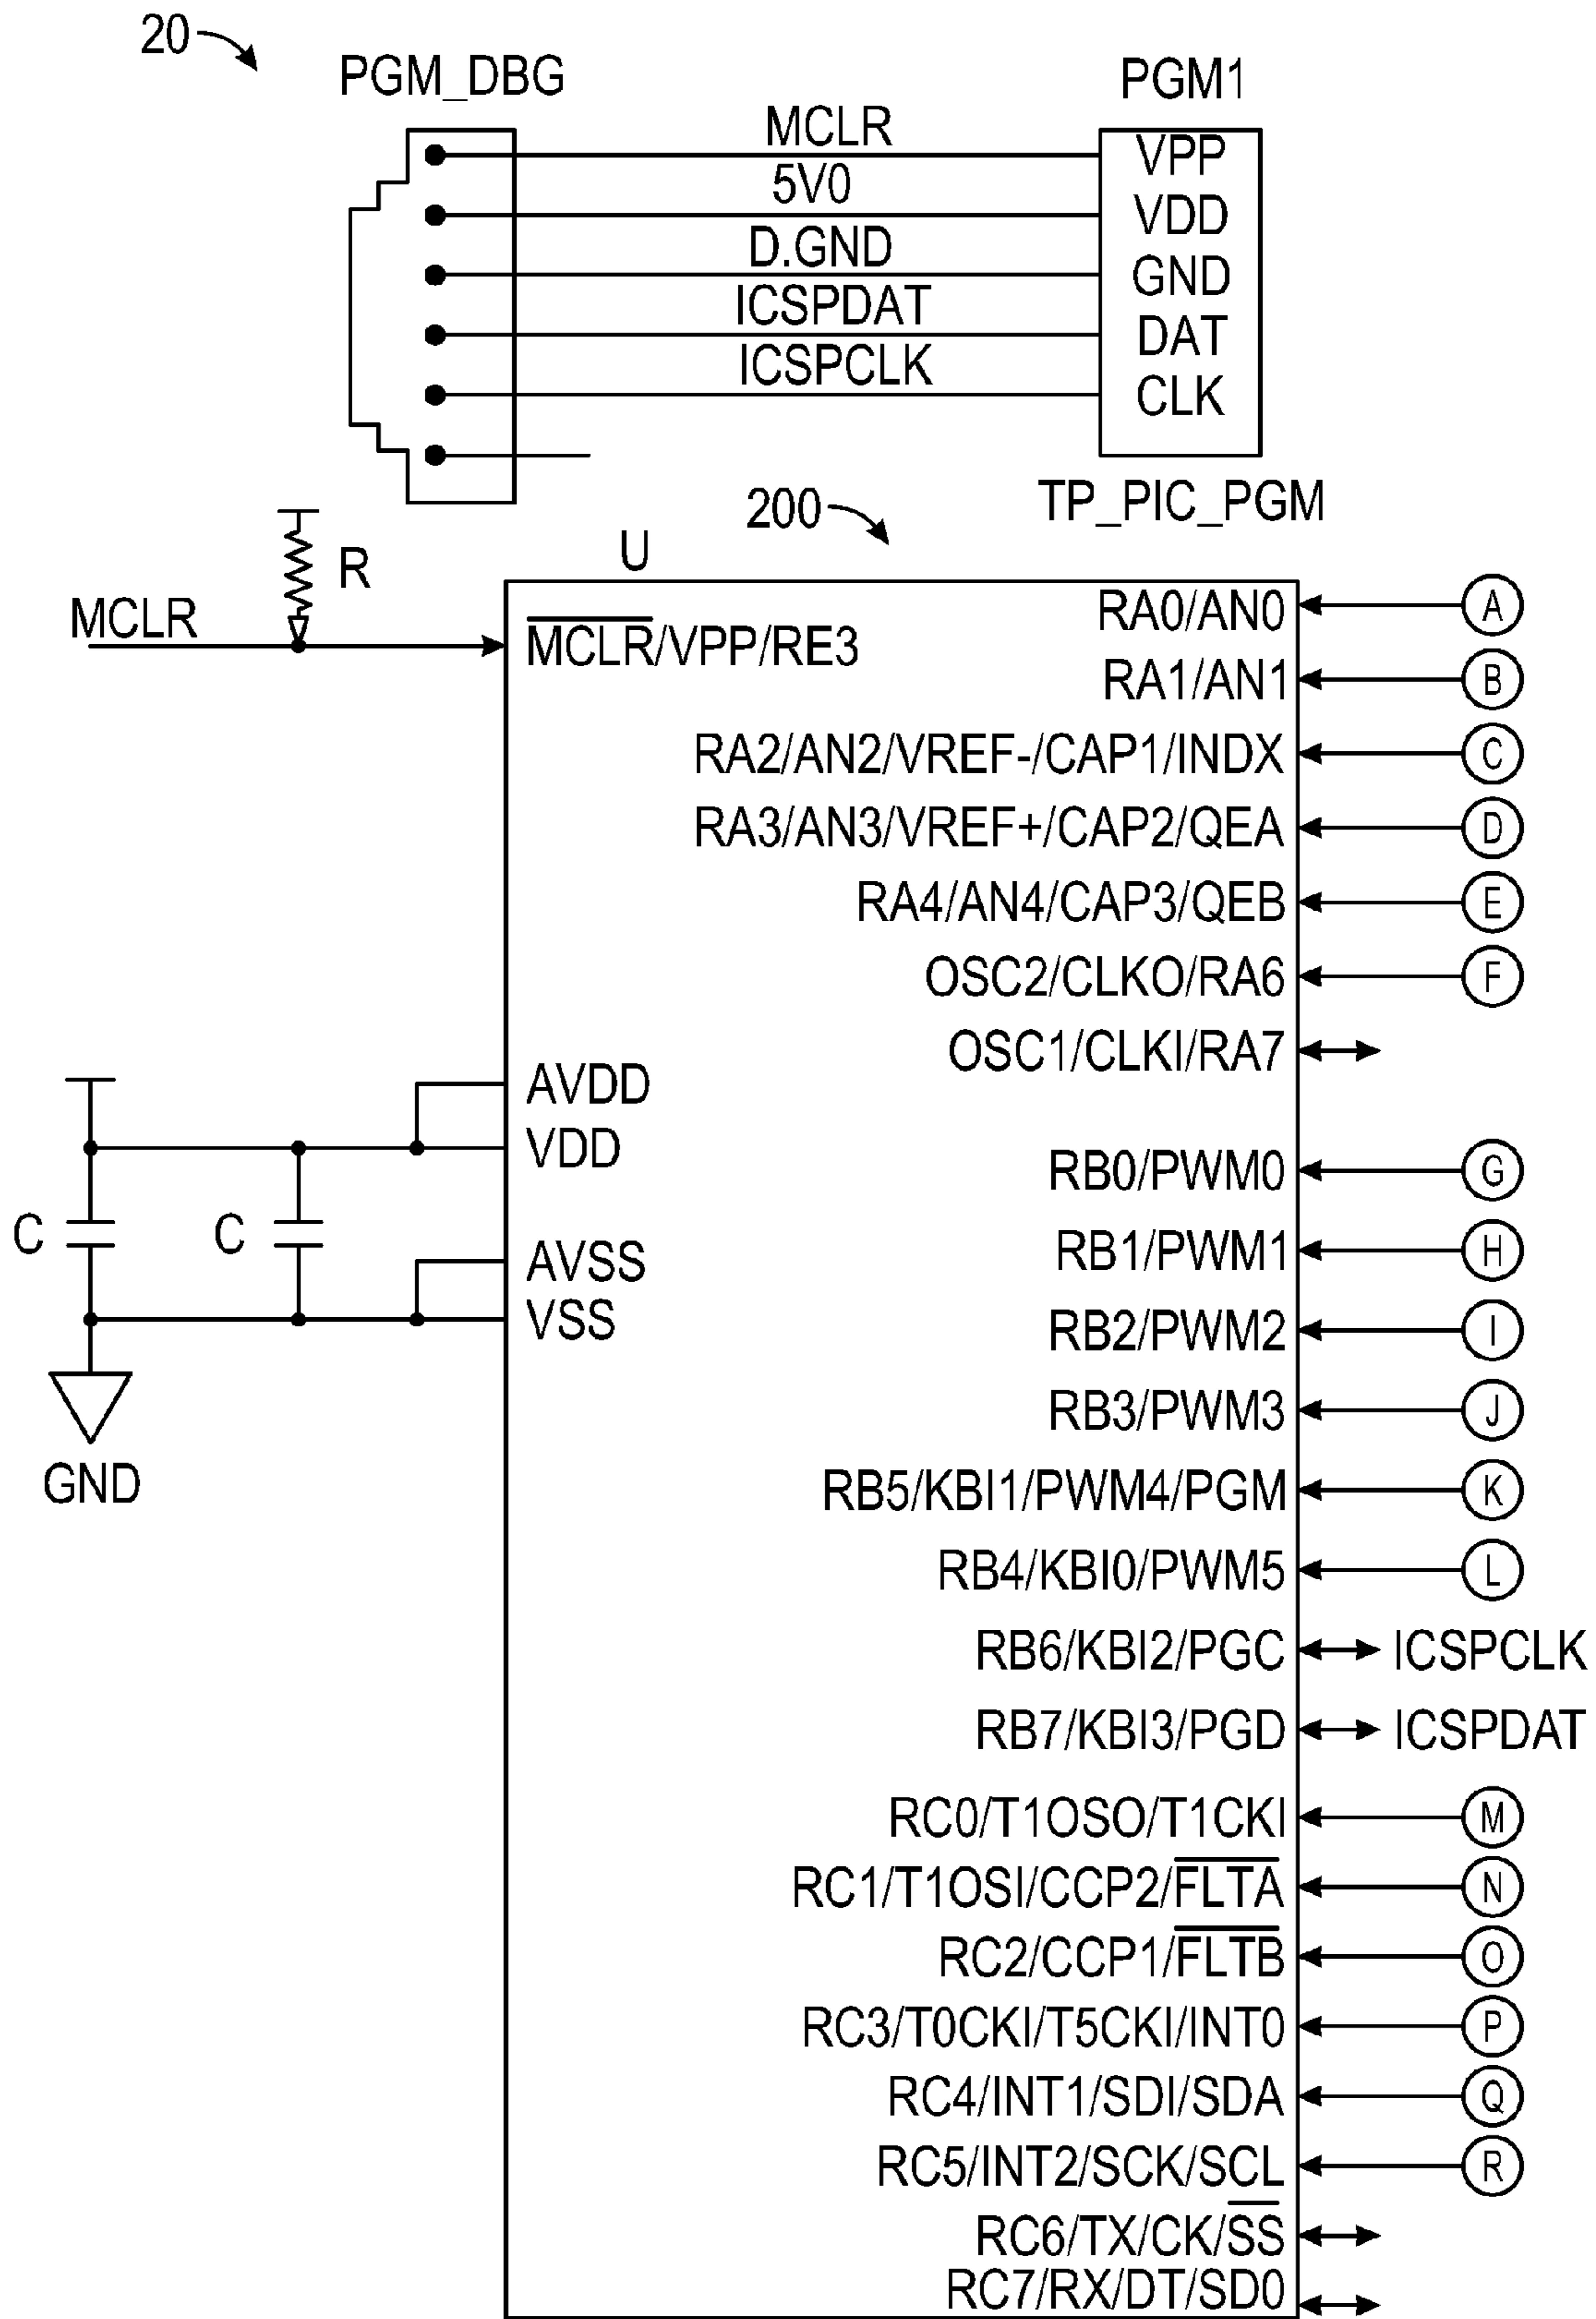 20
PGM_DBG
PGM1
MCLR
VPP
5V0
VDD
D.GND
GND
ICSPDAT
DAT
ICSPCLK
CLK
TP_PIC_PGM
200
U
R
MCLR
MCLR/VPP/RE3
RA0/AN0 A
RA1/AN1 B
RA2/AN2/VREF-/CAP1/INDX C
RA3/AN3/VREF+/CAP2/QEA D
RA4/AN4/CAP3/QEB E
OSC2/CLKO/RA6 F
OSC1/CLKI/RA7
AVDD
VDD
C
C
AVSS
VSS
GND
RB0/PWM0 G
RB1/PWM1 H
RB2/PWM2 I
RB3/PWM3 J
RB5/KBI1/PWM4/PGM K
RB4/KBI0/PWM5 L
RB6/KBI2/PGC ICSPCLK
RB7/KBI3/PGD ICSPDAT
RC0/T1OSO/T1CKI M
RC1/T1OSI/CCP2/FLTA N
RC2/CCP1/FLTB O
RC3/T0CKI/T5CKI/INT0 P
RC4/INT1/SDI/SDA Q
RC5/INT2/SCK/SCL R
RC6/TX/CK/SS
RC7/RX/DT/SD0